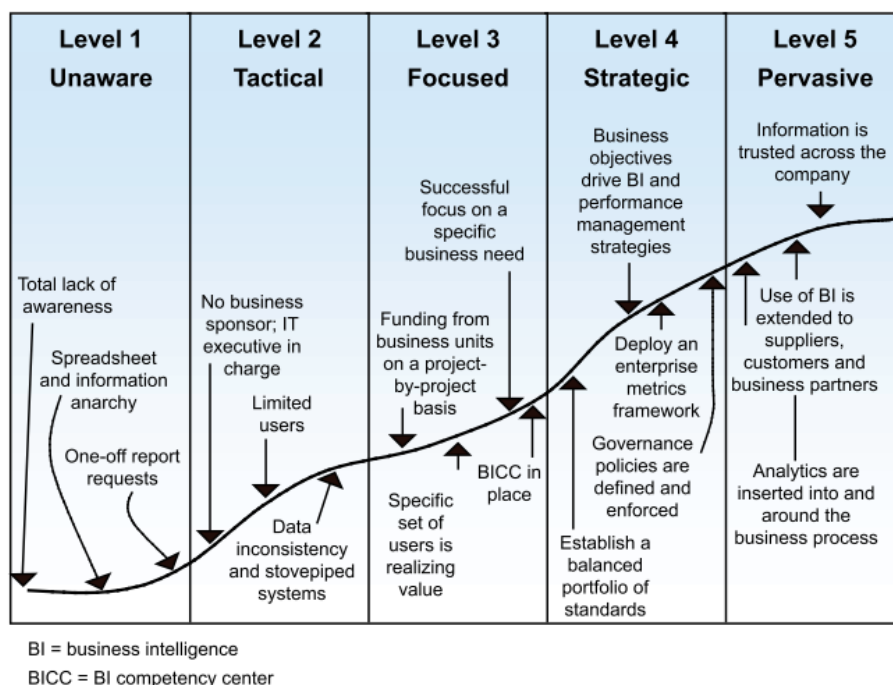 Level 1
Unaware
Level 2
Tactical
Level 3
Focused
Level 4
Strategic
Level 5
Pervasive
Total lack of
awareness
Spreadsheet
and information
anarchy
One-off report
requests
No business
sponsor; IT
executive in
charge
Limited
users
Data
inconsistency
and stovepiped
systems
Funding from
business units
on a project-
by-project
basis
Successful
focus on a
specific
business need
Specific
set of
users is
realizing
value
BICC in
place
Business
objectives
drive BI and
performance
management
strategies
Deploy an
enterprise
metrics
framework
Governance
policies are
defined and
enforced
Establish a
balanced
portfolio of
standards
Information is
trusted across the
company
Use of BI is
extended to
suppliers,
customers and
business partners
Analytics are
inserted into and
around the
business process
BI = business intelligence
BICC = BI competency center